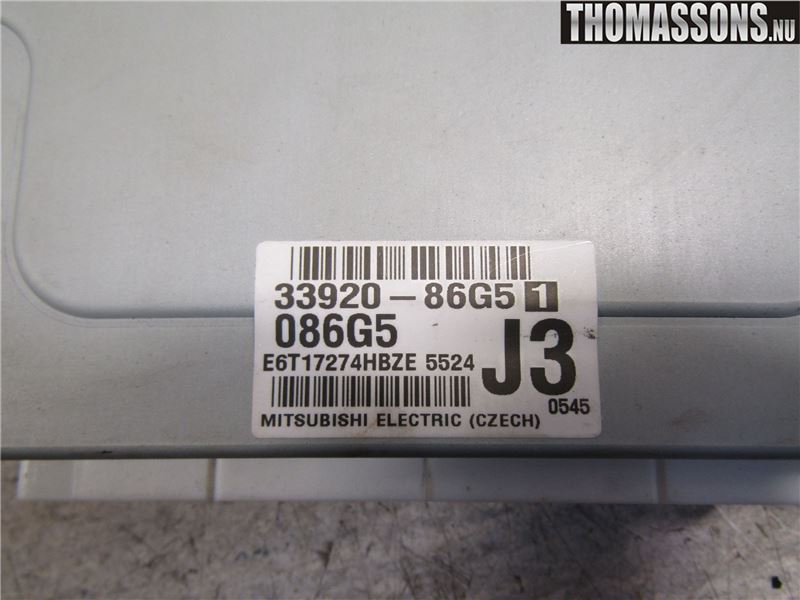 THOMASSONS.NU
33920-86G5 1
086G5
J3
E6T17274HBZE 5524
0545
MITSUBISHI ELECTRIC (CZECH)